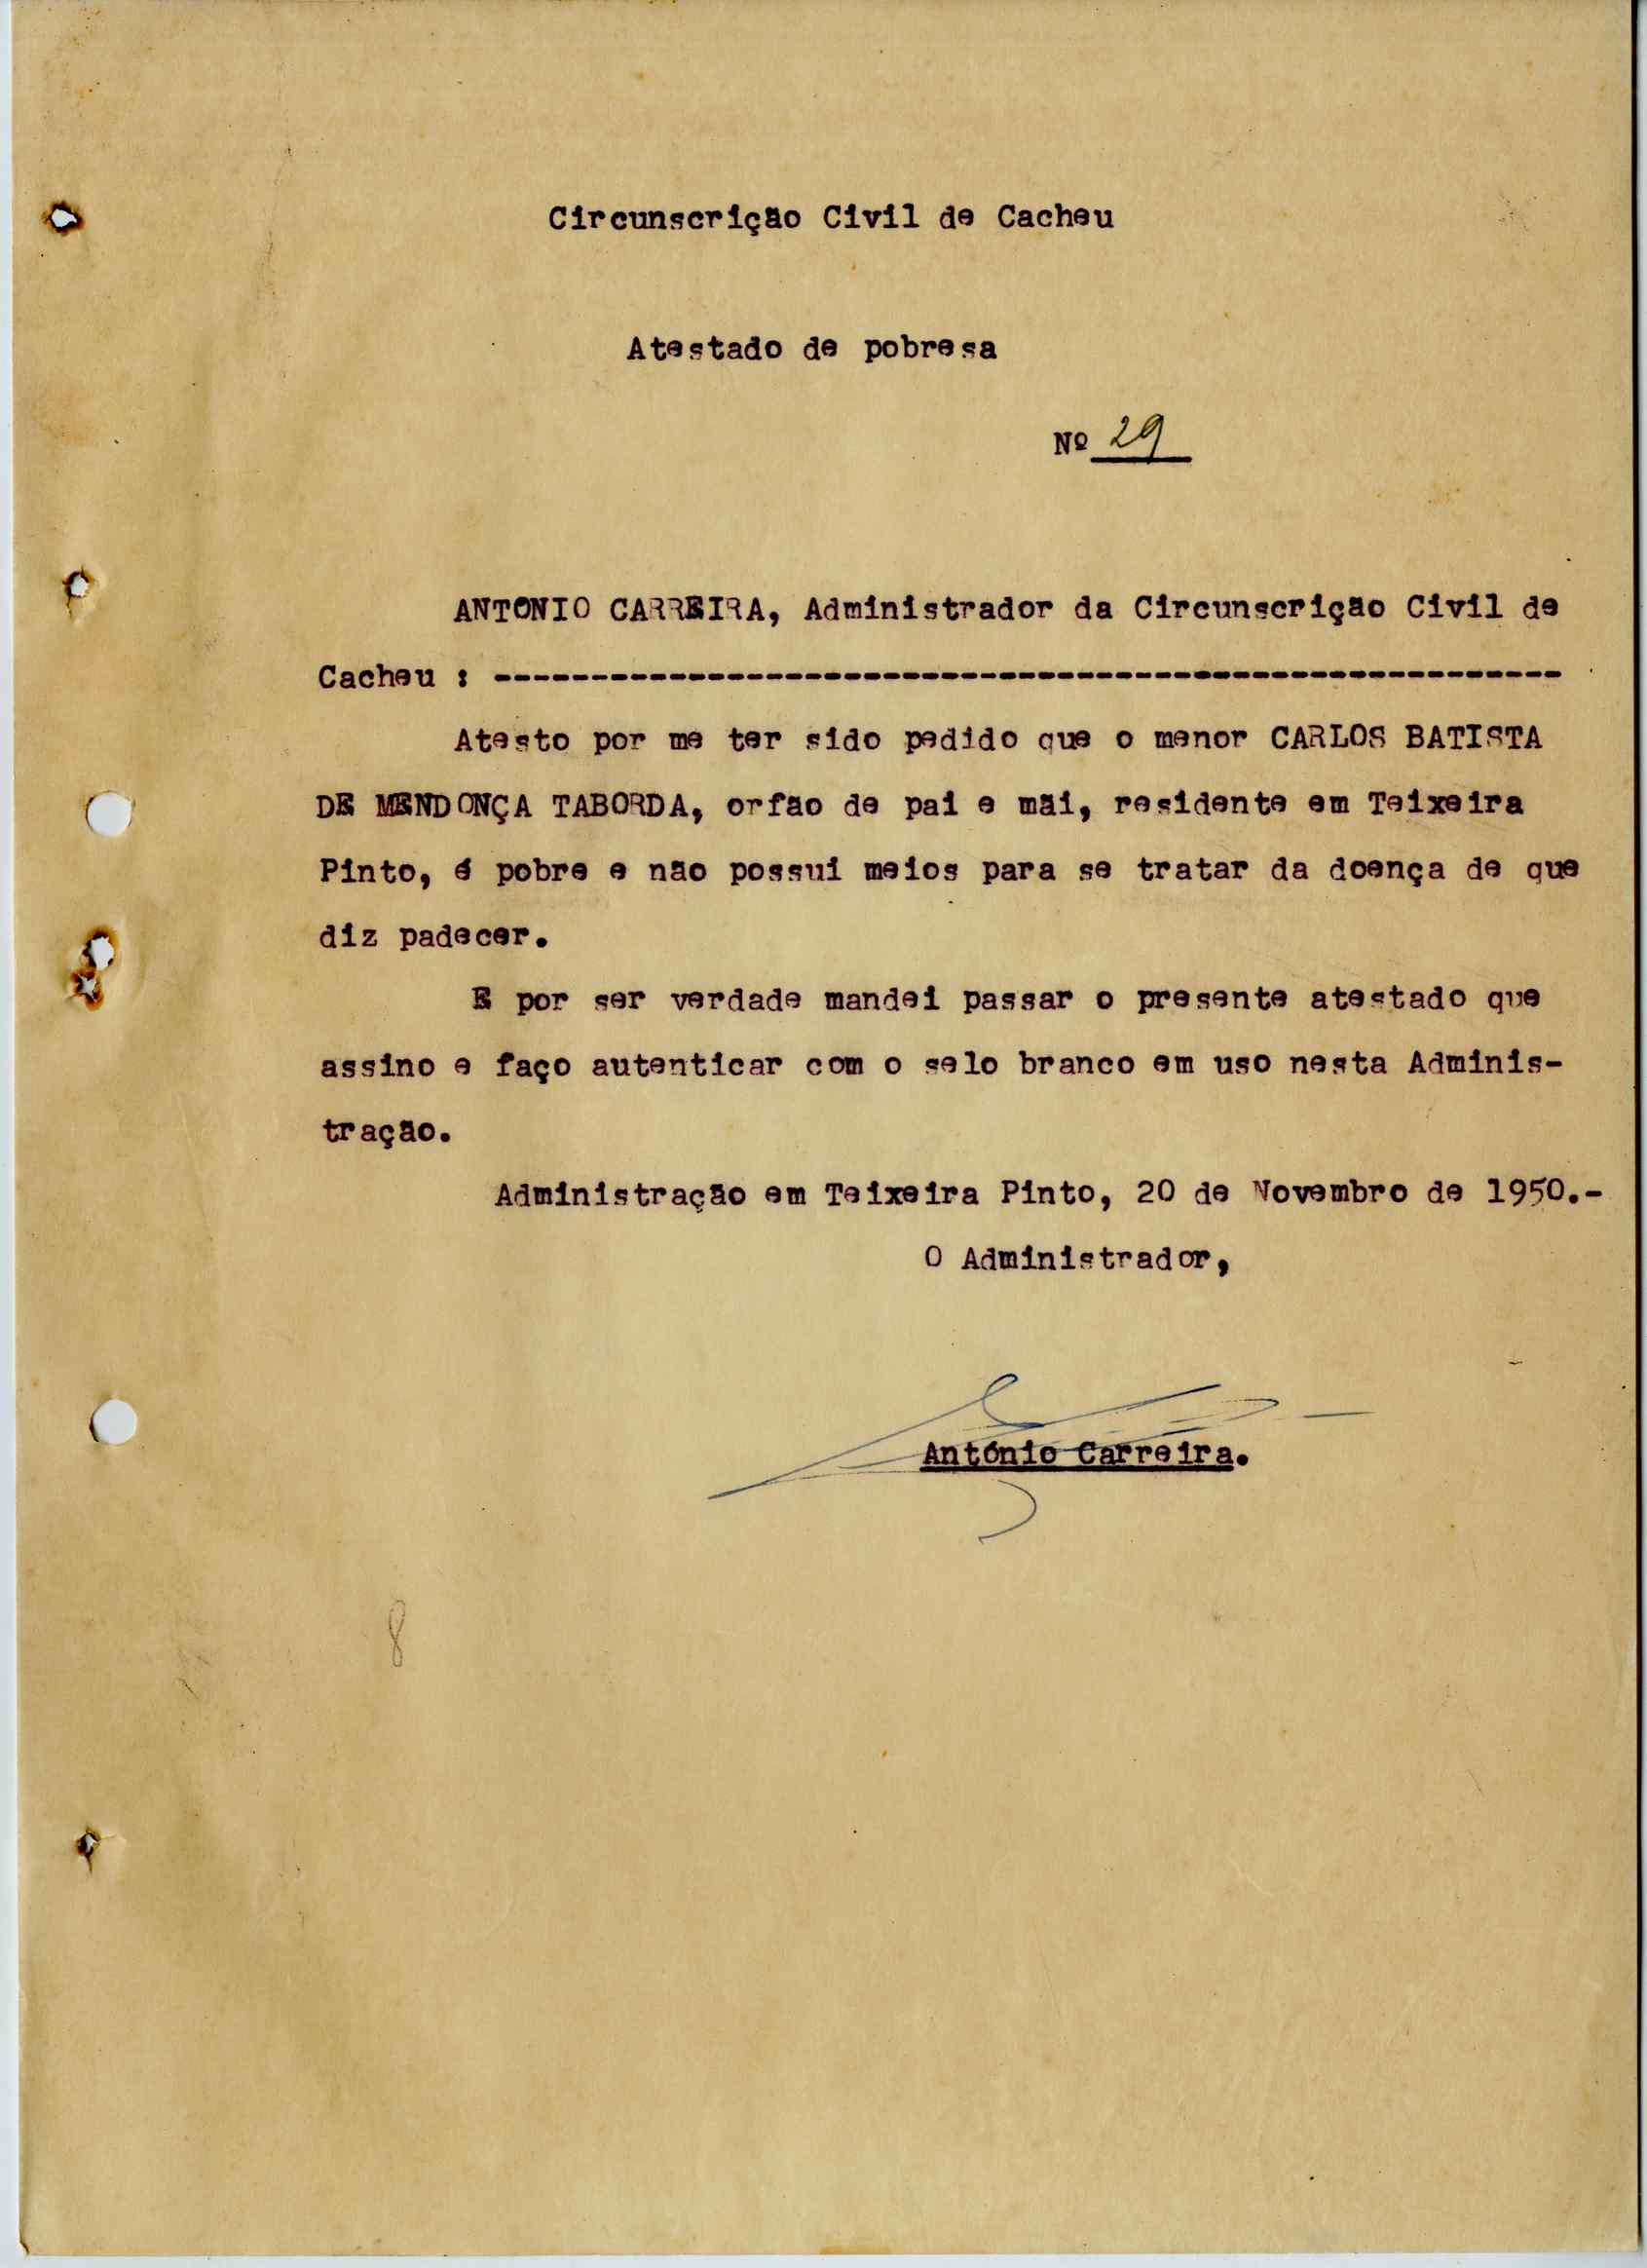 Circunscrição Civil de Cacheu
Atestado de pobresa
Nº 29
ANTONIO CARREIRA, Administrador da Circunscrição Civil de
Cacheu : -------------------------------------------------------
Atesto por me ter sido pedido que o menor CARLOS BATISTA
DE MENDONÇA TABORDA, orfão de pai e mãi, residente em Teixeira
Pinto, é pobre e não possui meios para se tratar da doença de que
diz padecer.
E por ser verdade mandei passar o presente atestado que
assino e faço autenticar com o selo branco em uso nesta Adminis-
tração.
Administração em Teixeira Pinto, 20 de Novembro de 1950.-
O Administrador,
António Carreira.
8